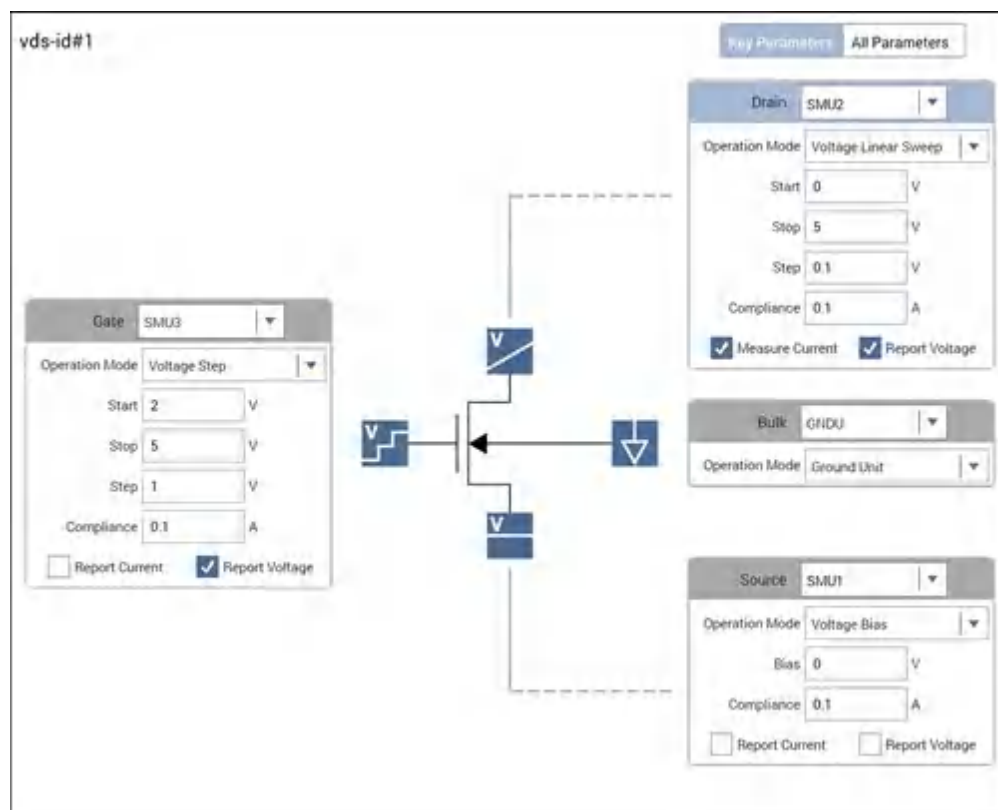 vds-id#1
Key Parameters All Parameters
Drain SMU2
Operation Mode Voltage Linear Sweep
Start 0 V
Stop 5 V
Step 0.1 V
Compliance 0.1 A
Measure Current Report Voltage
Gate SMU3
Operation Mode Voltage Step
Start 2 V
Stop 5 V
Step 1 V
Compliance 0.1 A
Report Current Report Voltage
V
V
V
Bulk GNDU
Operation Mode Ground Unit
Source SMU1
Operation Mode Voltage Bias
Bias 0 V
Compliance 0.1 A
Report Current Report Voltage